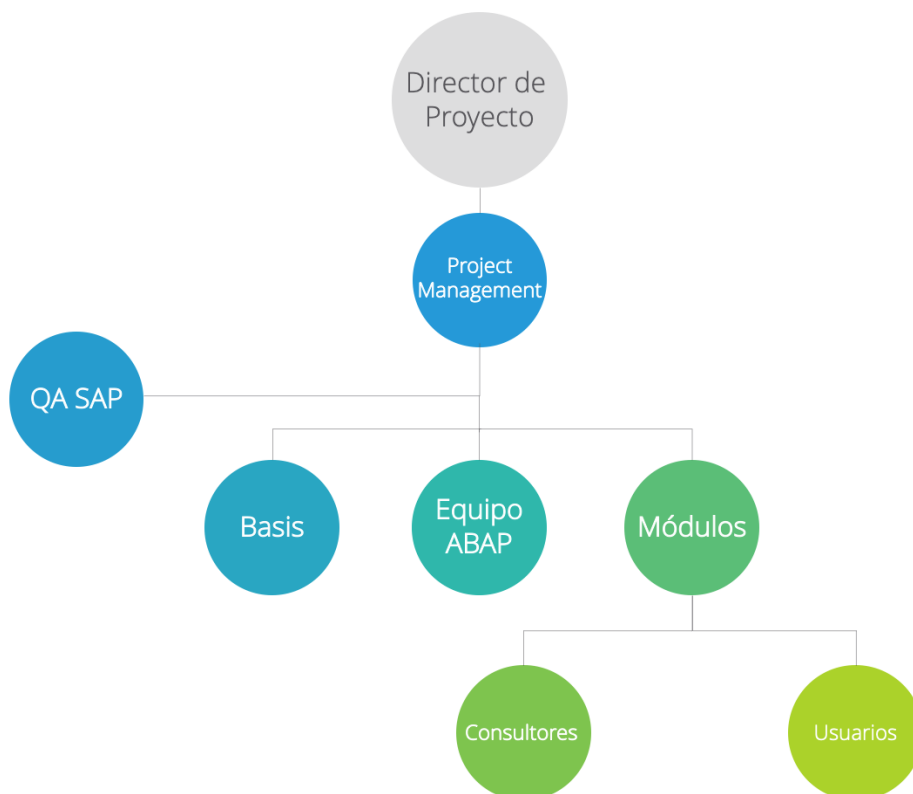 Director de
Proyecto
Project
Management
QA SAP
Basis
Equipo
ABAP
Módulos
Consultores
Usuarios